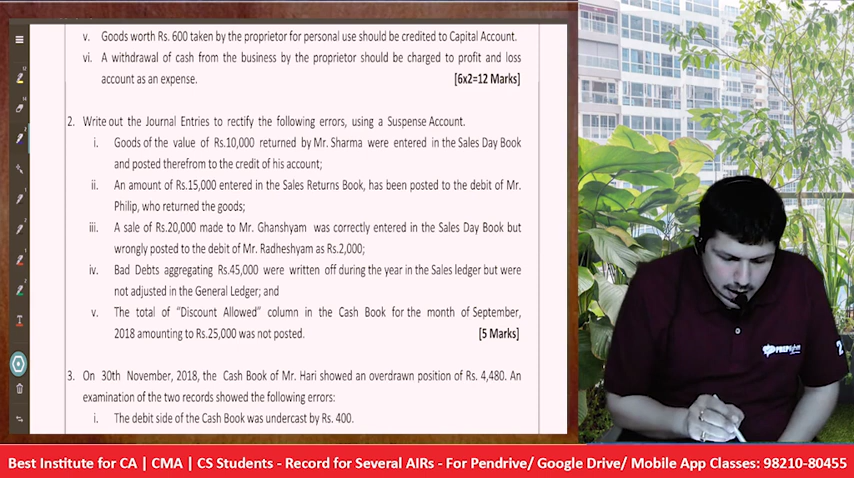 v. Goods worth Rs. 600 taken by the proprietor for personal use should be credited to Capital Account.
vi. A withdrawal of cash from the business by the proprietor should be charged to profit and loss
account as an expense. [6x2=12 Marks]
2. Write out the Journal Entries to rectify the following errors, using a Suspense Account.
i. Goods of the value of Rs.10,000 returned by Mr. Sharma were entered in the Sales Day Book
and posted therefrom to the credit of his account;
ii. An amount of Rs.15,000 entered in the Sales Returns Book, has been posted to the debit of Mr.
Philip, who returned the goods;
iii. A sale of Rs.20,000 made to Mr. Ghanshyam was correctly entered in the Sales Day Book but
wrongly posted to the debit of Mr. Radheshyam as Rs.2,000;
iv. Bad Debts aggregating Rs.45,000 were written off during the year in the Sales ledger but were
not adjusted in the General Ledger; and
v. The total of "Discount Allowed" column in the Cash Book for the month of September,
2018 amounting to Rs.25,000 was not posted. [5 Marks]
3. On 30th November, 2018, the Cash Book of Mr. Hari showed an overdrawn position of Rs. 4,480. An
examination of the two records showed the following errors:
i. The debit side of the Cash Book was undercast by Rs. 400.
Best Institute for CA | CMA | CS Students - Record for Several AIRs - For Pendrive/ Google Drive/ Mobile App Classes: 98210-80455